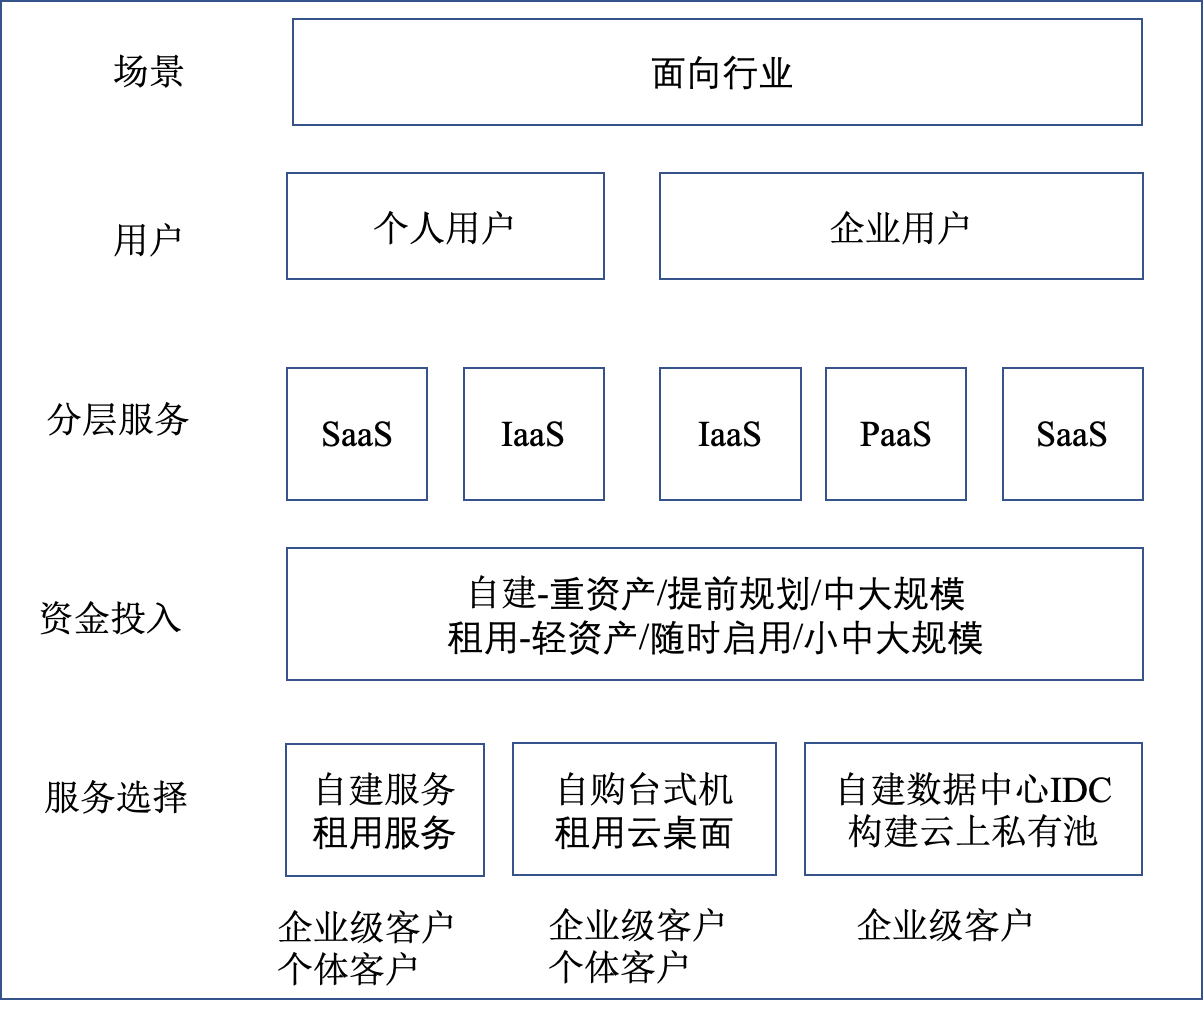 场景
面向行业
用户
个人用户
企业用户
分层服务
SaaS
IaaS
IaaS
PaaS
SaaS
资金投入
自建-重资产/提前规划/中大规模
租用-轻资产/随时启用/小中大规模
服务选择
自建服务
租用服务
自购台式机
租用云桌面
自建数据中心IDC
构建云上私有池
企业级客户
个体客户
企业级客户
个体客户
企业级客户